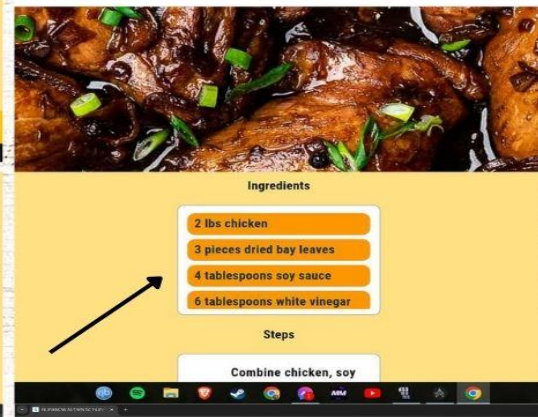 Ingredients
2 lbs chicken
3 pieces dried bay leaves
4 tablespoons soy sauce
6 tablespoons white vinegar
Steps
Combine chicken, soy